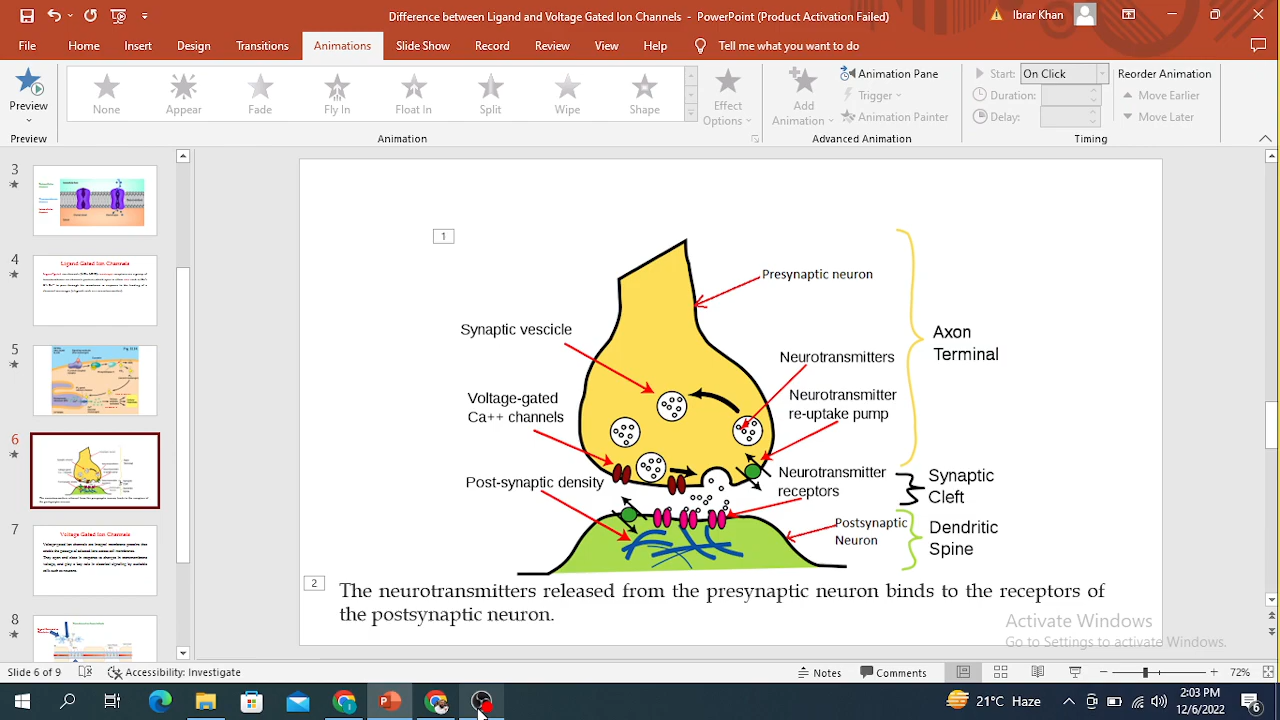 Difference Between Ligand Gated Ion Channels and Voltage Gated Ion Channels - PowerPoint (Product Activation Failed)
Ibrar Khan
File Home Insert Design Transitions Animations Slide Show Record Review View Help Tell me what you want to do
Preview
None Appear Fade Fly In Float In Split Wipe Shape
Effect
Options
Add
Animation
Animation Pane
Trigger
Animation Painter
Start: On Click
Duration:
Delay:
Reorder Animation
Move Earlier
Move Later
Preview Animation Advanced Animation Timing
3
4
Ligand Gated Ion Channels
5
6
7
Voltage Gated Ion Channels
8
1
Presynaptic neuron
Synaptic vescicle
Axon
Terminal
Neurotransmitters
Voltage-gated
Ca++ channels
Neurotransmitter
re-uptake pump
Post-synaptic density
Neurotransmitter
receptors
Synaptic
Cleft
Postsynaptic
Neuron
Dendritic
Spine
2
The neurotransmitters released from the presynaptic neuron binds to the receptors of
the postsynaptic neuron.
Activate Windows
Go to Settings to activate Windows.
Slide 6 of 9 Accessibility: Investigate Notes Comments 72%
21°C Haze 2:03 PM
12/6/2022
6